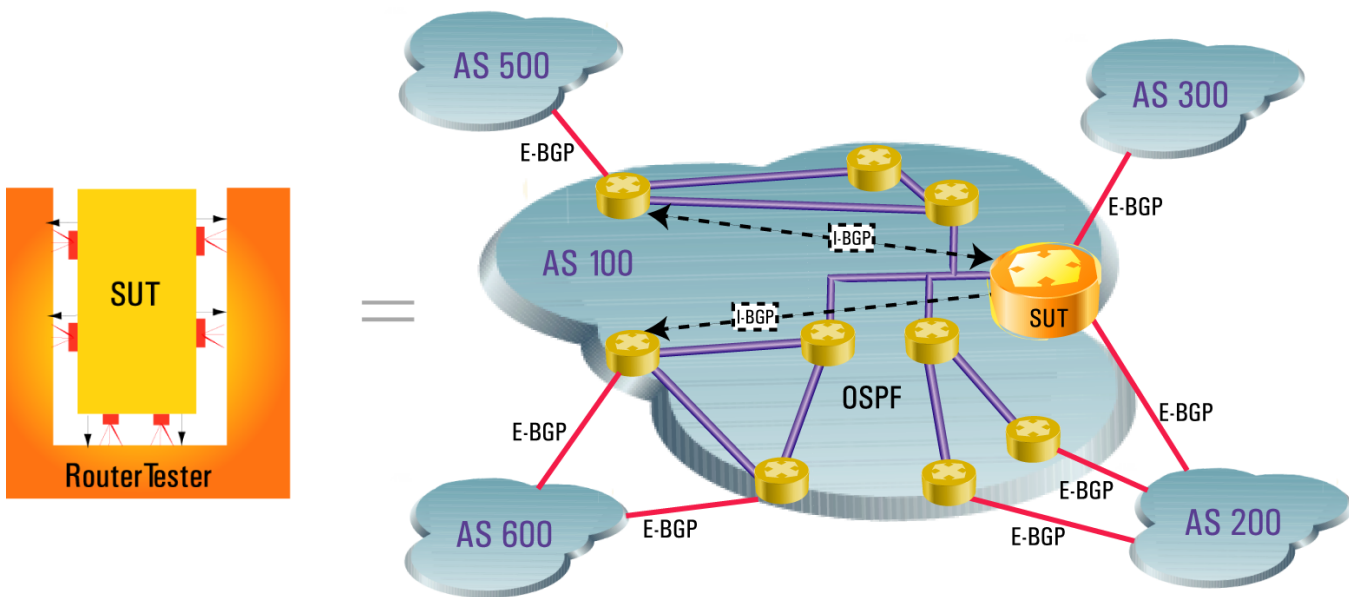 SUT
RouterTester
=
AS 500
AS 300
E-BGP
E-BGP
I-BGP
AS 100
I-BGP
SUT
OSPF
E-BGP
E-BGP
E-BGP
AS 600
E-BGP
E-BGP
AS 200